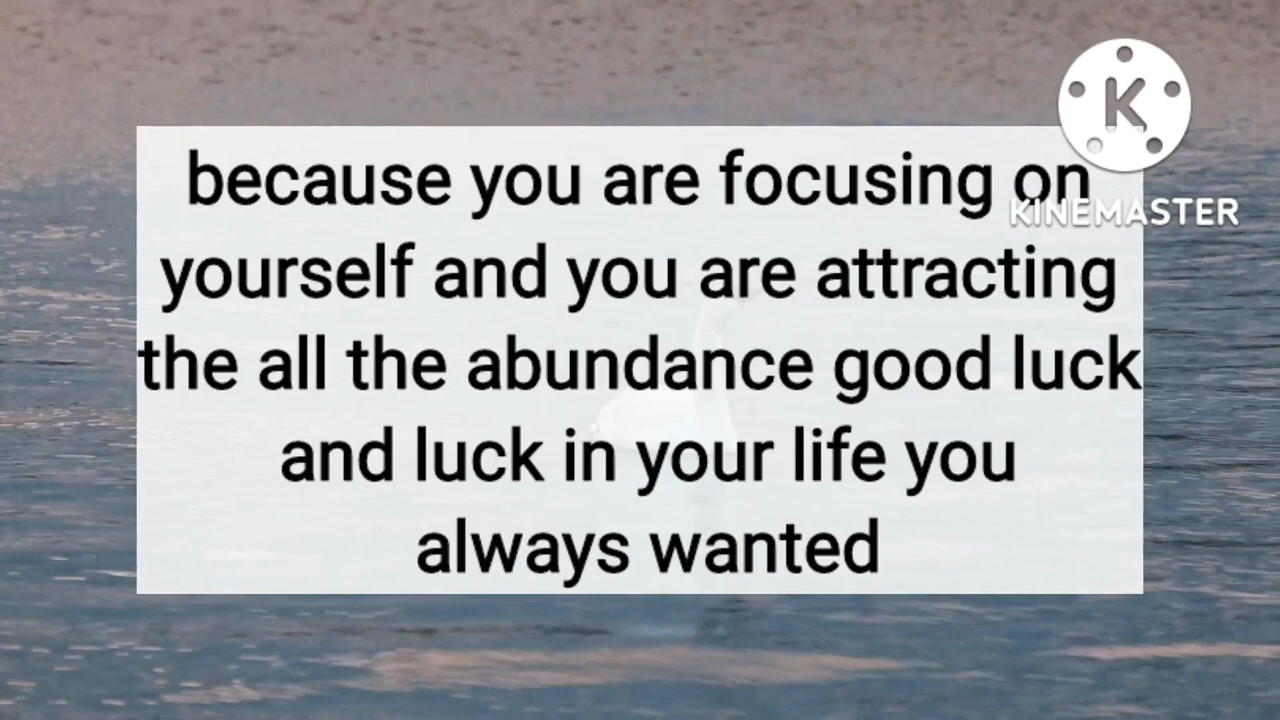 because you are focusing on
yourself and you are attracting
the all the abundance good luck
and luck in your life you
always wanted
K
KINEMASTER